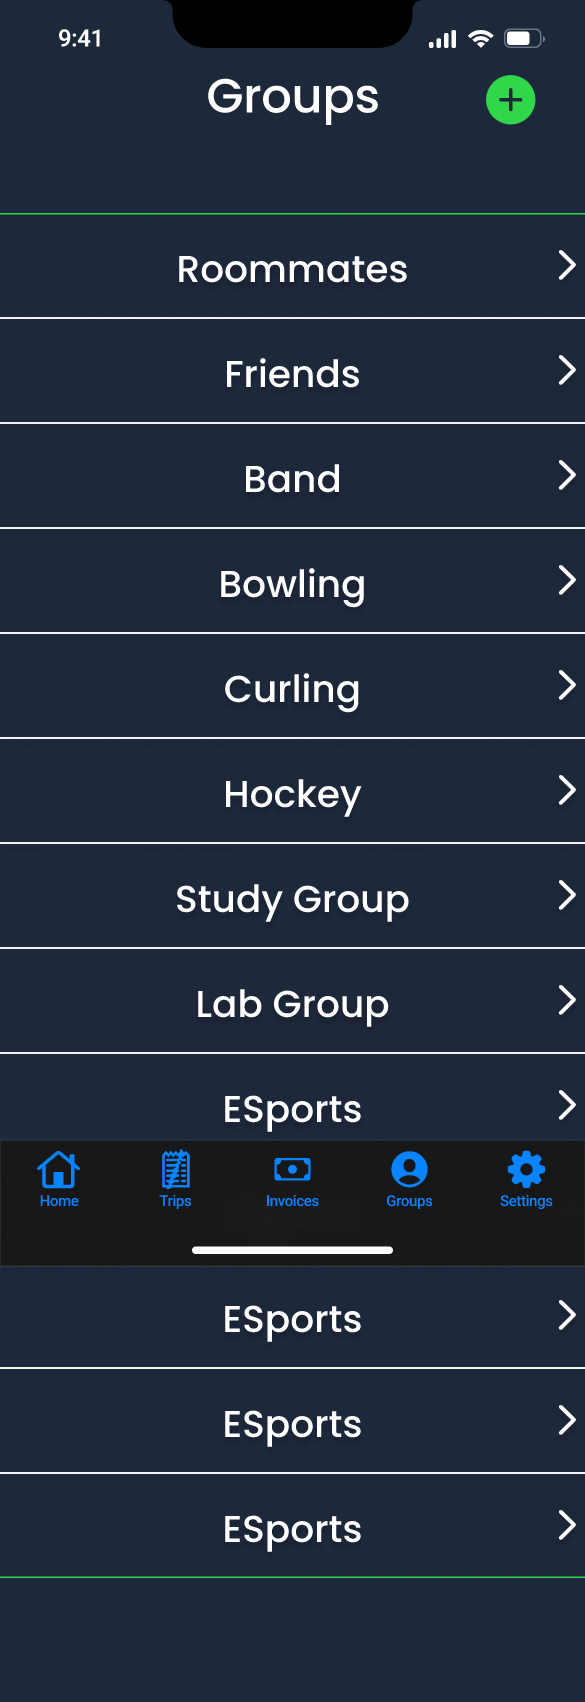 9:41
Groups
Roommates
Friends
Band
Bowling
Curling
Hockey
Study Group
Lab Group
ESports
Home Trips Invoices Groups Settings
ESports
ESports
ESports